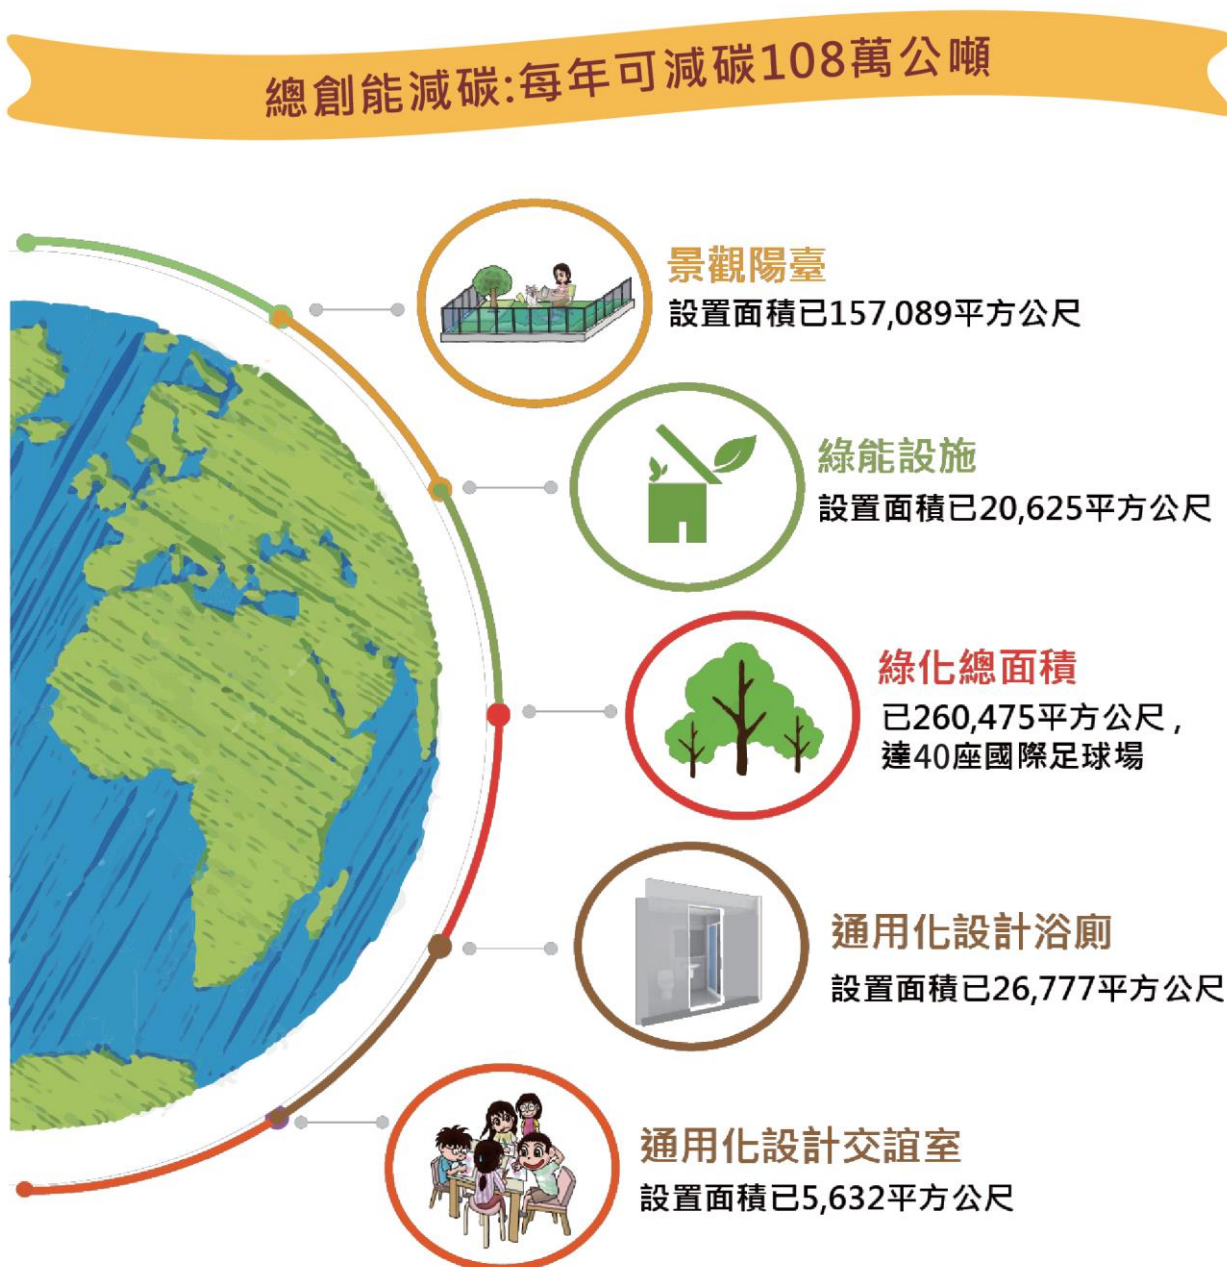 總創能減碳:每年可減碳108萬公噸
景觀陽臺
設置面積已157,089平方公尺
綠能設施
設置面積已20,625平方公尺
綠化總面積
已260,475平方公尺,
達40座國際足球場
通用化設計浴廁
設置面積已26,777平方公尺
通用化設計交誼室
設置面積已5,632平方公尺